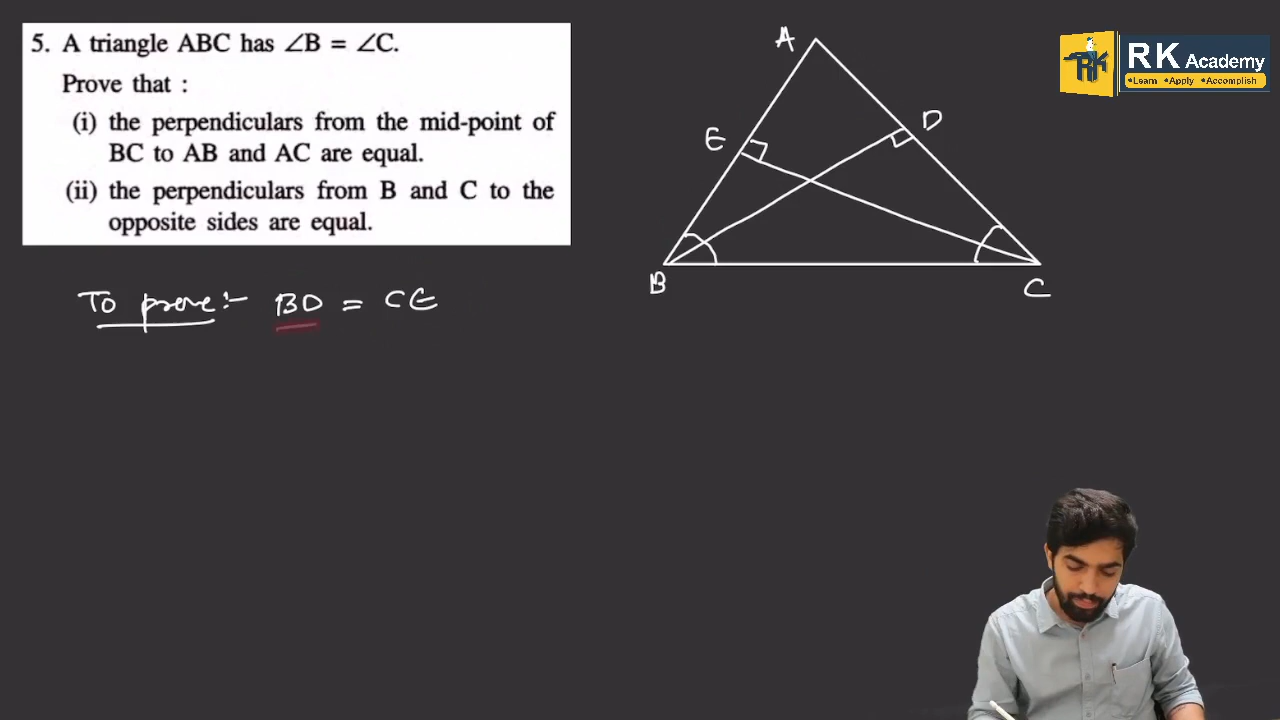 5. A triangle ABC has ∠B = ∠C.
Prove that :
(i) the perpendiculars from the mid-point of
BC to AB and AC are equal.
(ii) the perpendiculars from B and C to the
opposite sides are equal.
To prove:- BD = CE
A
E
D
B
C
RK
RK Academy
•Learn •Apply •Accomplish